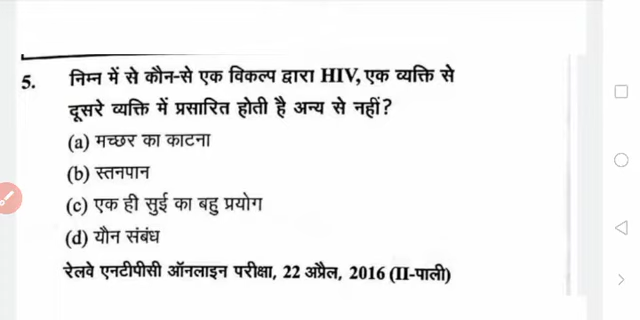 5. निम्न में से कौन-से एक विकल्प द्वारा HIV, एक व्यक्ति से
दूसरे व्यक्ति में प्रसारित होती है अन्य से नहीं?
(a) मच्छर का काटना
(b) स्तनपान
(c) एक ही सुई का बहु प्रयोग
(d) यौन संबंध
रेलवे एनटीपीसी ऑनलाइन परीक्षा, 22 अप्रैल, 2016 (II-पाली)